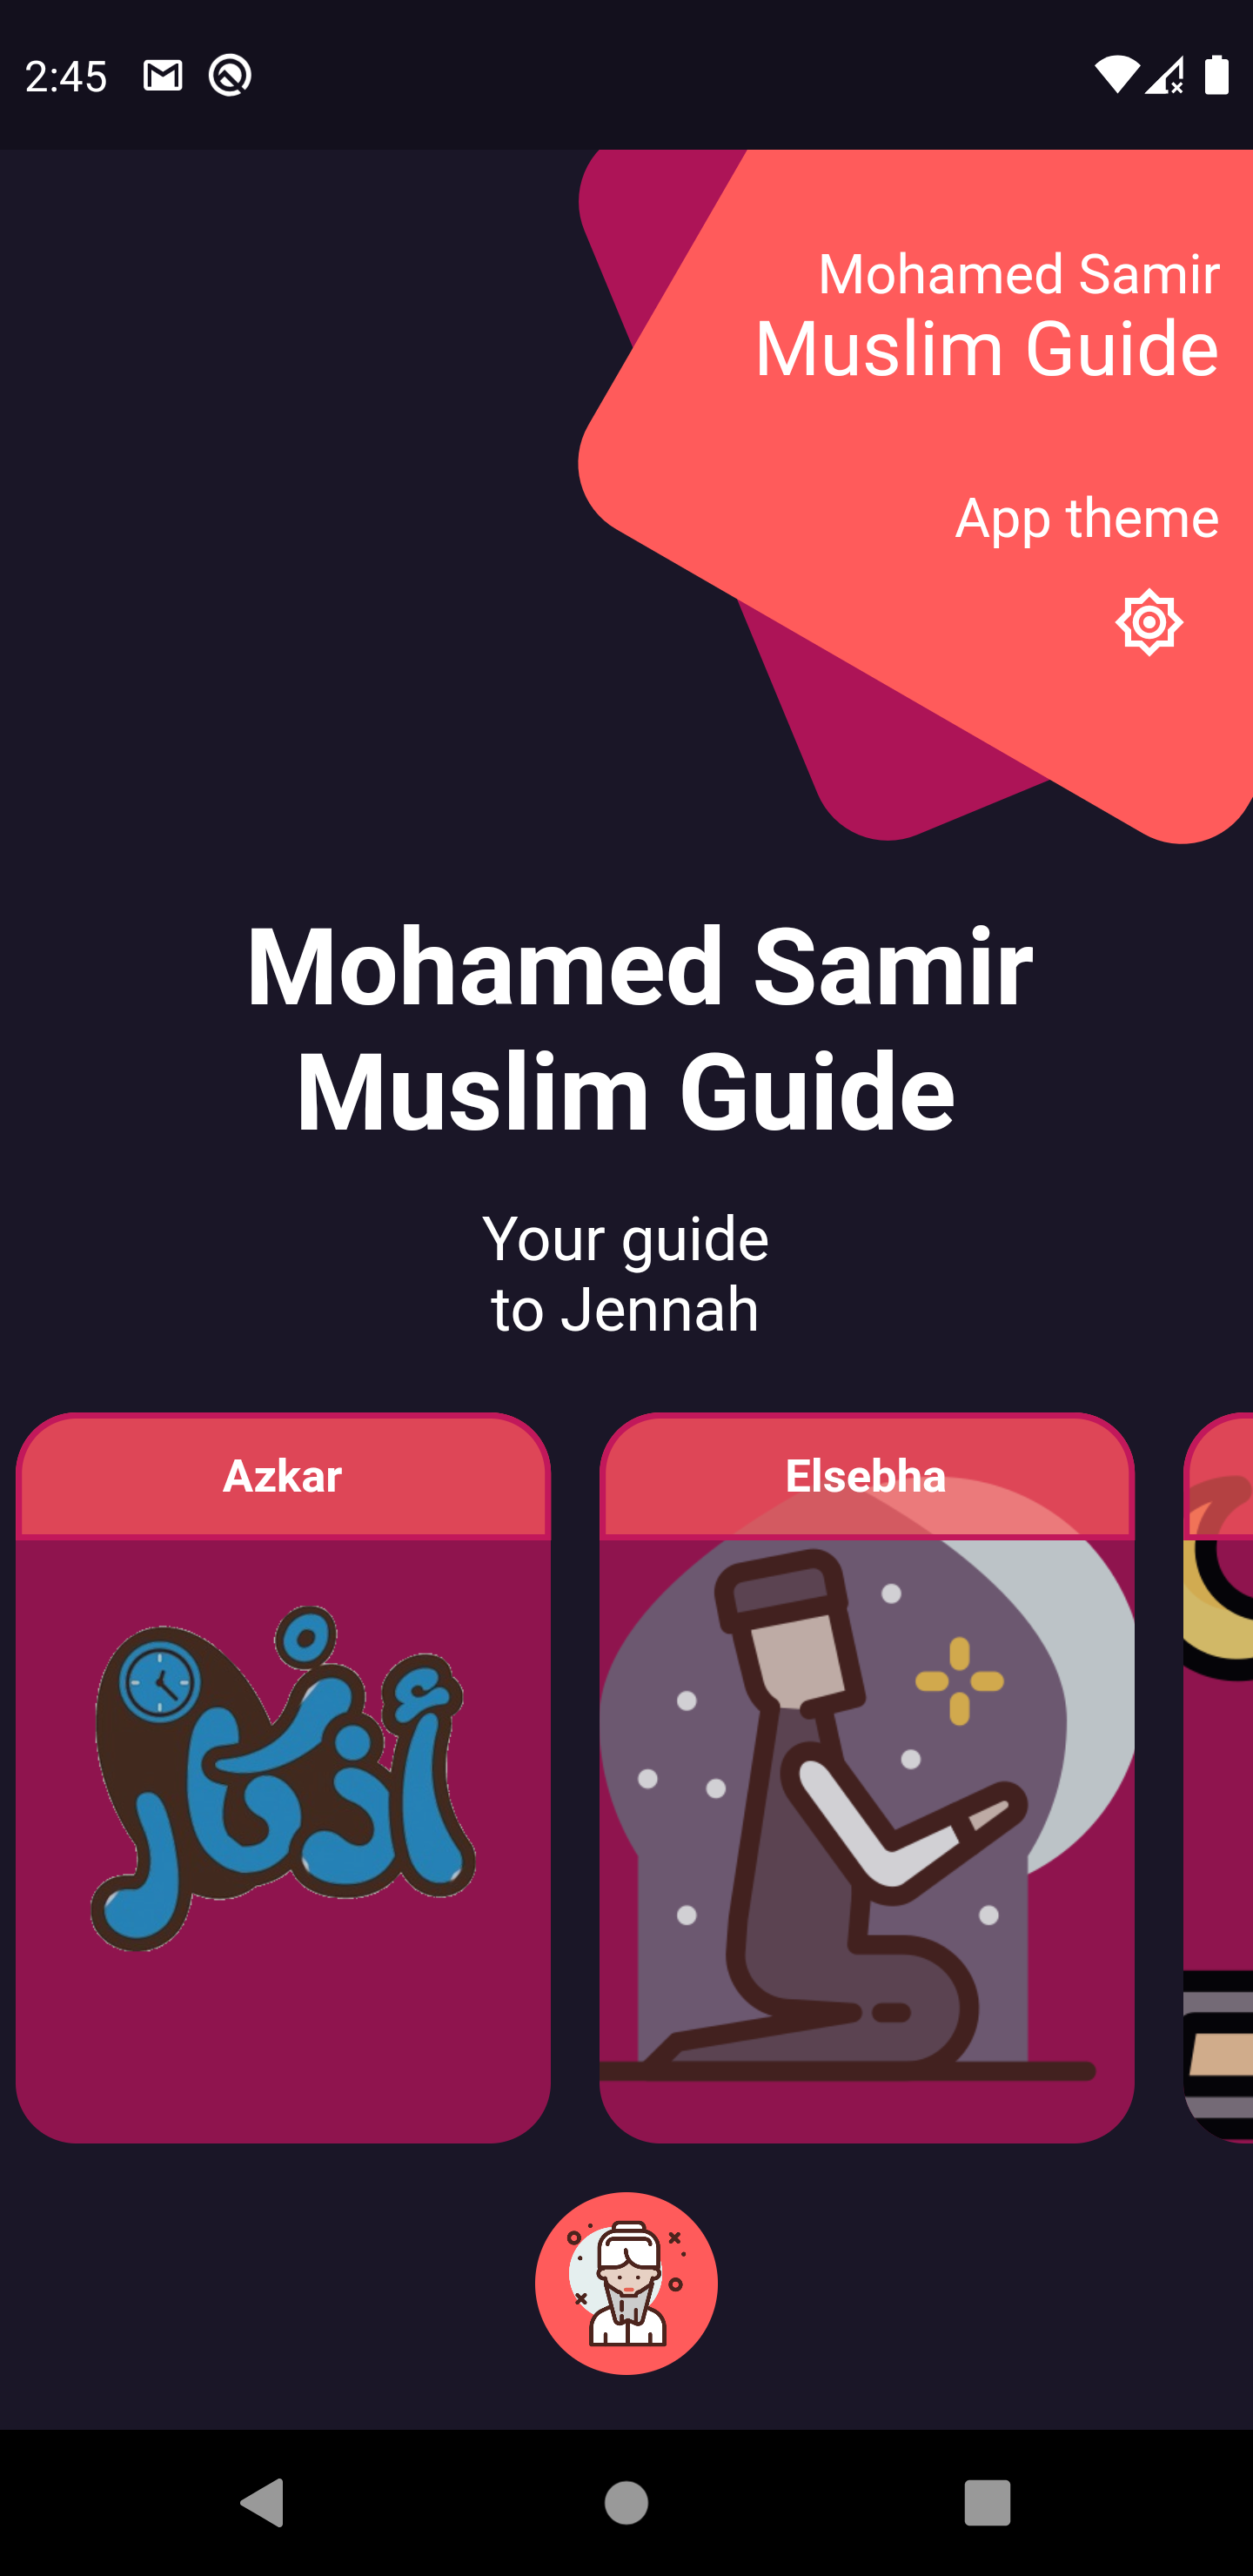 2:45
Mohamed Samir
Muslim Guide
App theme
Mohamed Samir
Muslim Guide
Your guide
to Jennah
Azkar
Elsebha
أذكار